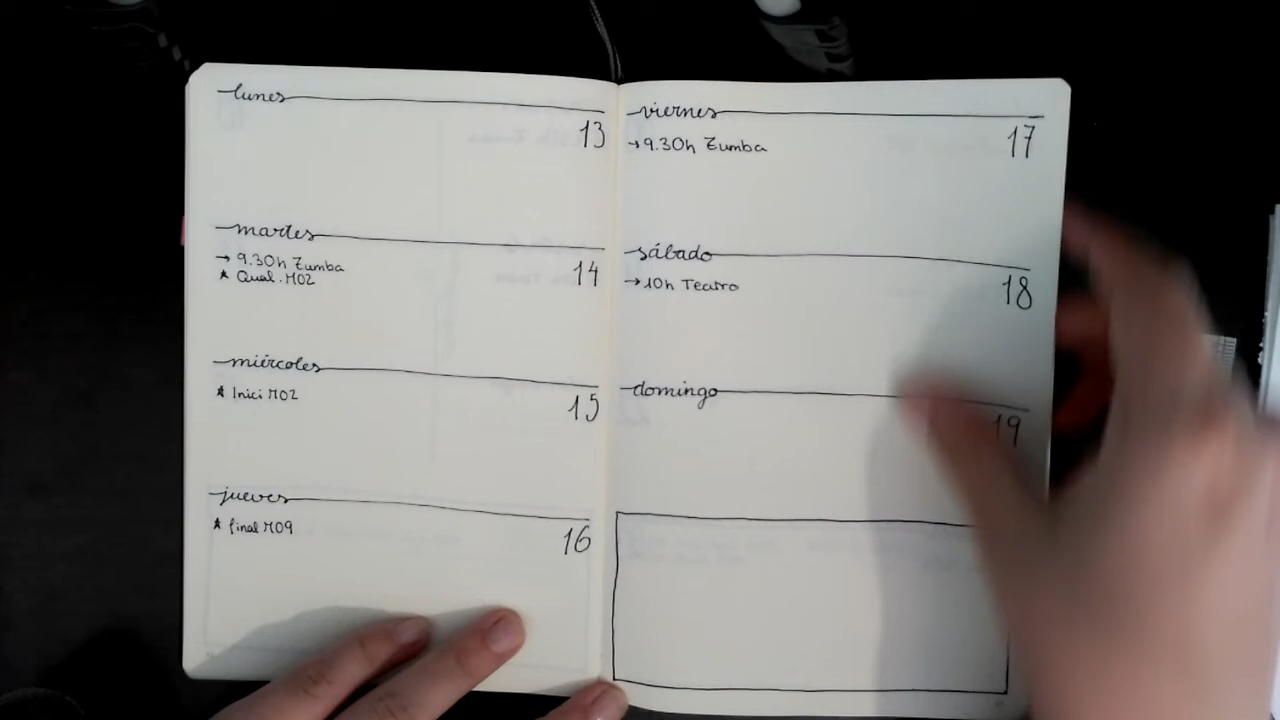 lunes
13
martes
14
→ 9.30h Zumba
★ Qual. M02
miércoles
15
★ Inici M02
jueves
16
★ final M09
viernes
17
→ 9.30h Zumba
sábado
18
→ 10h Teatro
domingo
19